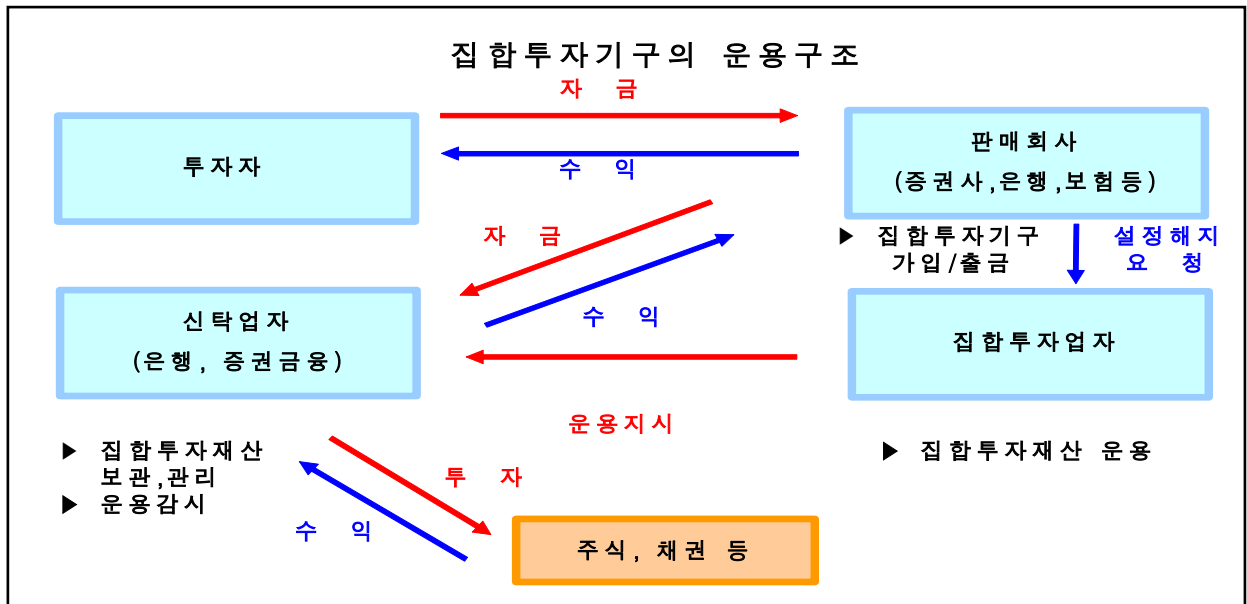 집합투자기구의 운용구조
자 금
투자자
수 익
판매회사
(증권사,은행,보험등)
자 금
▶ 집합투자기구
가입/출금
설정해지
요 청
신탁업자
(은행, 증권금융)
수 익
집합투자업자
운용지시
▶ 집합투자재산
보관,관리
▶ 운용감시
▶ 집합투자재산 운용
투 자
수 익
주식, 채권 등